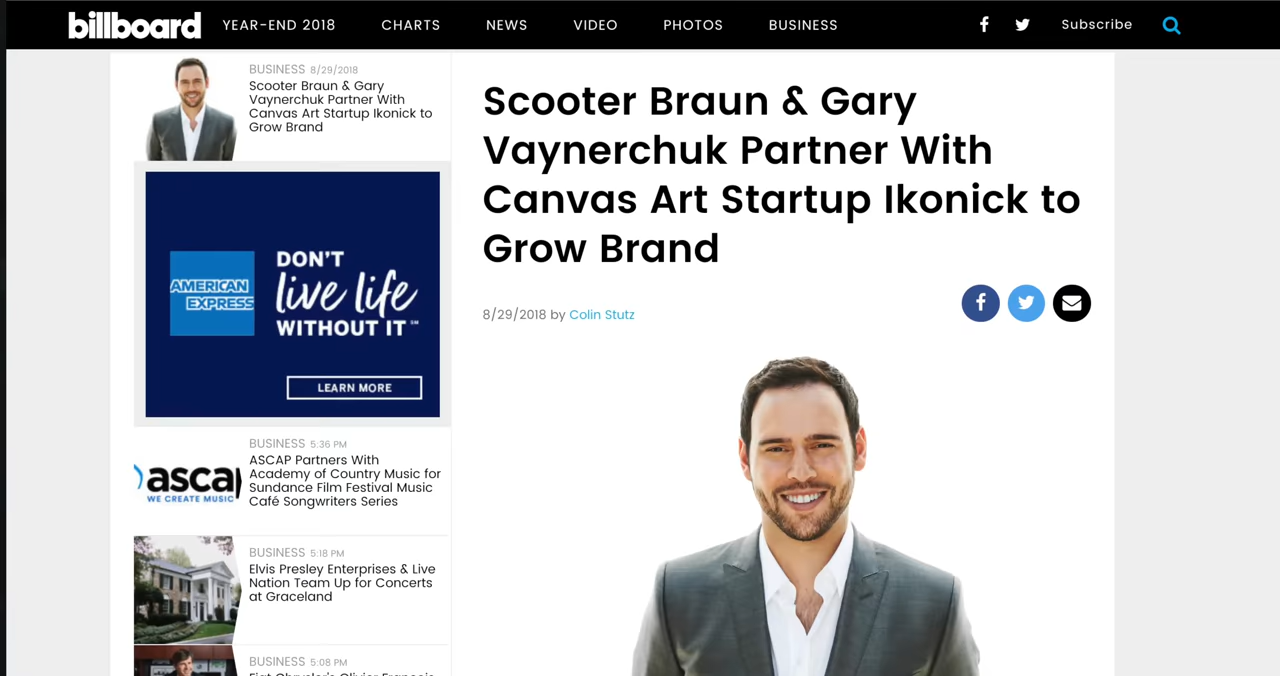 billboard YEAR-END 2018 CHARTS NEWS VIDEO PHOTOS BUSINESS Subscribe
BUSINESS 8/29/2018
Scooter Braun & Gary
Vaynerchuk Partner With
Canvas Art Startup Ikonick to
Grow Brand
AMERICAN
EXPRESS
DON'T
live life
WITHOUT IT℠
LEARN MORE
BUSINESS 5:36 PM
ASCAP Partners With
Academy of Country Music for
Sundance Film Festival Music
Café Songwriters Series
asca
WE CREATE MUSIC
BUSINESS 5:18 PM
Elvis Presley Enterprises & Live
Nation Team Up for Concerts
at Graceland
BUSINESS 5:08 PM
Scooter Braun & Gary
Vaynerchuk Partner With
Canvas Art Startup Ikonick to
Grow Brand
8/29/2018 by Colin Stutz